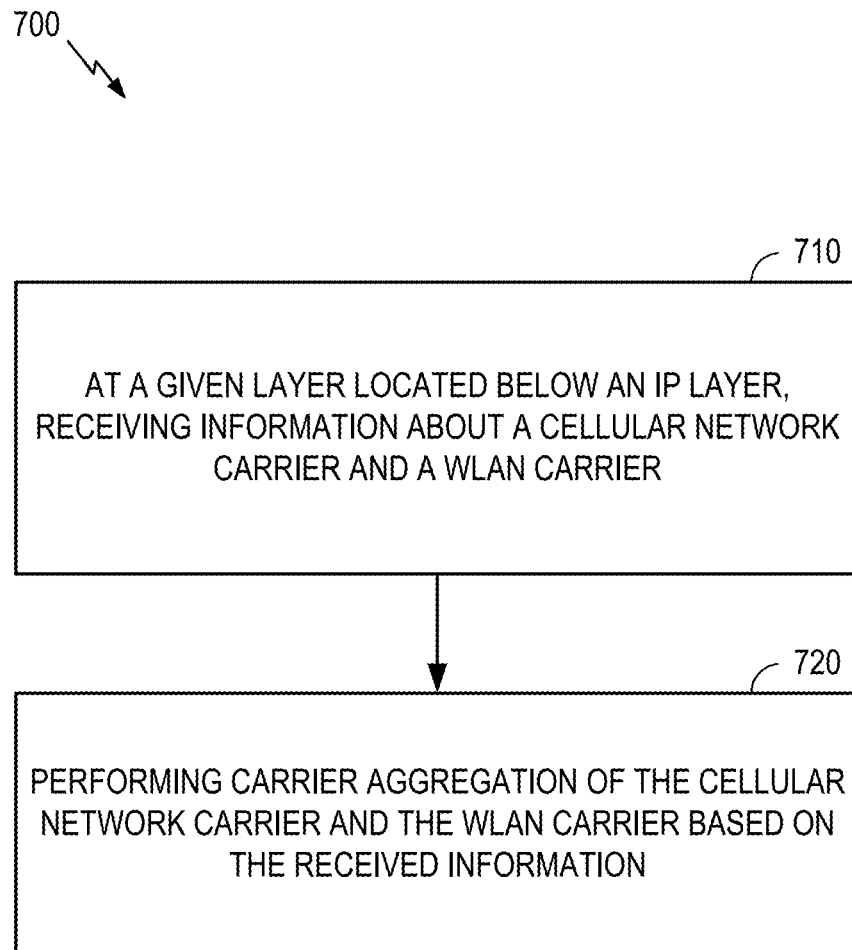 700
710
AT A GIVEN LAYER LOCATED BELOW AN IP LAYER,
RECEIVING INFORMATION ABOUT A CELLULAR NETWORK
CARRIER AND A WLAN CARRIER
720
PERFORMING CARRIER AGGREGATION OF THE CELLULAR
NETWORK CARRIER AND THE WLAN CARRIER BASED ON
THE RECEIVED INFORMATION